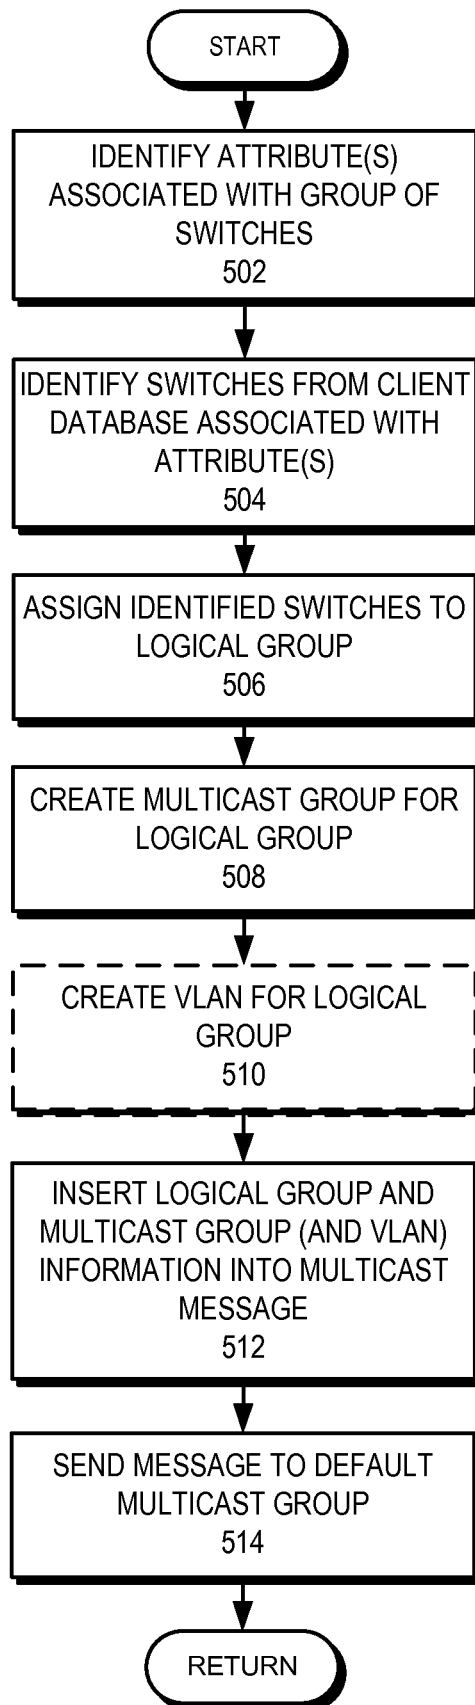 START
IDENTIFY ATTRIBUTE(S)
ASSOCIATED WITH GROUP OF
SWITCHES
502
IDENTIFY SWITCHES FROM CLIENT
DATABASE ASSOCIATED WITH
ATTRIBUTE(S)
504
ASSIGN IDENTIFIED SWITCHES TO
LOGICAL GROUP
506
CREATE MULTICAST GROUP FOR
LOGICAL GROUP
508
CREATE VLAN FOR LOGICAL
GROUP
510
INSERT LOGICAL GROUP AND
MULTICAST GROUP (AND VLAN)
INFORMATION INTO MULTICAST
MESSAGE
512
SEND MESSAGE TO DEFAULT
MULTICAST GROUP
514
RETURN